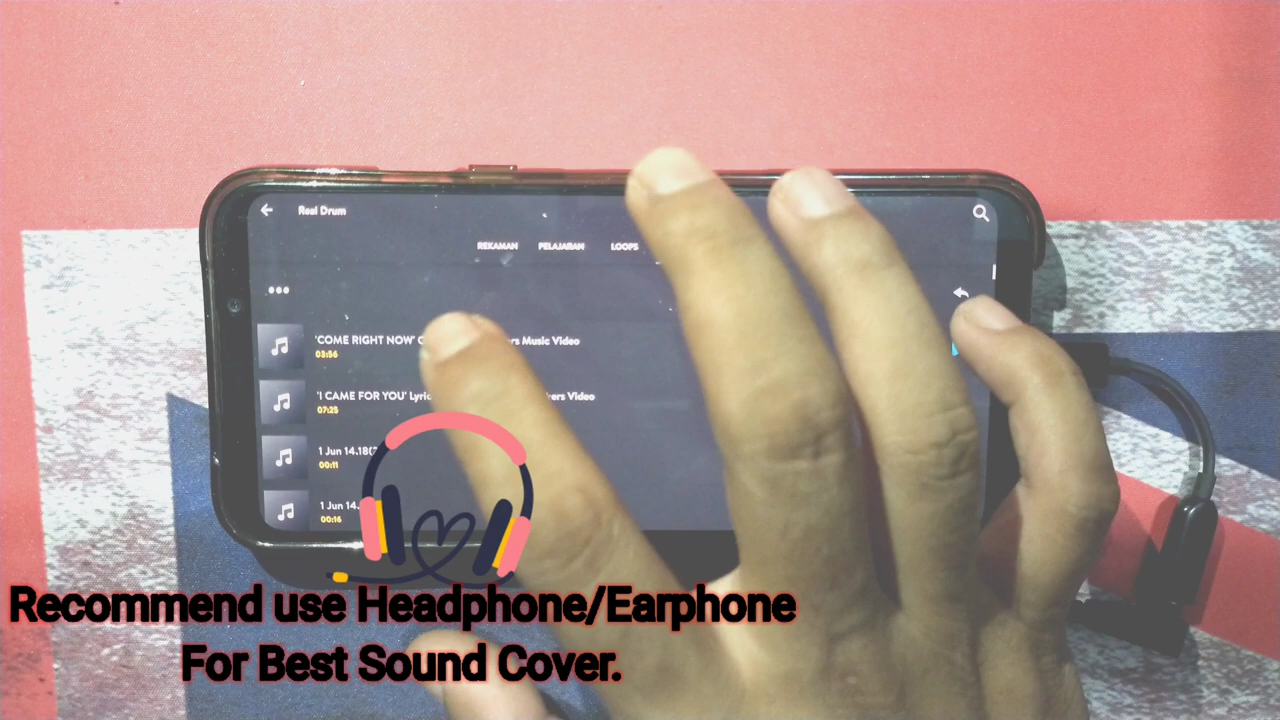 Real Drum
REKAMAN PELAJARAN LOOPS
'COME RIGHT NOW' Music Video
03:56
'I CAME FOR YOU' Video
07:25
1 Jun 14.18
00:11
1 Jun 14.
00:16
Recommend use Headphone/Earphone
For Best Sound Cover.